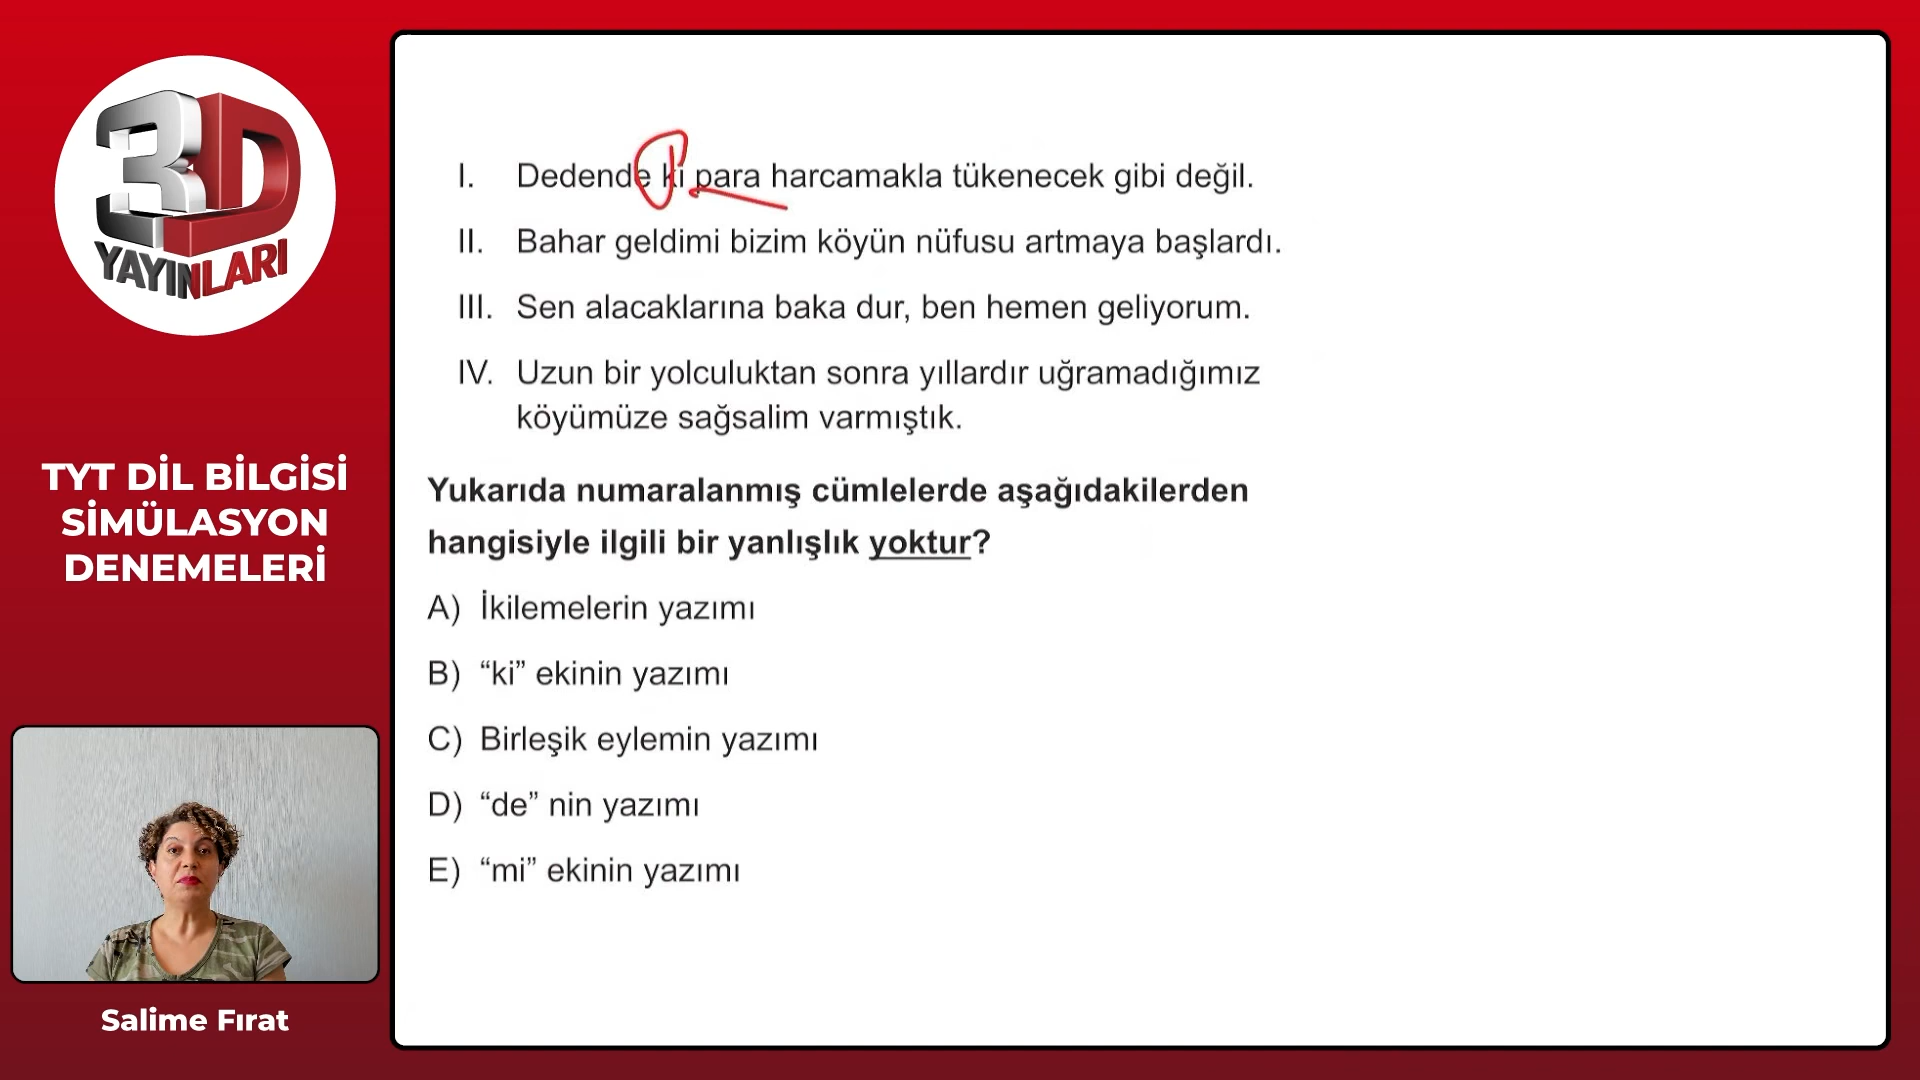 3D
YAYINLARI
TYT DİL BİLGİSİ
SİMÜLASYON
DENEMELERİ
Salime Fırat
I. Dedende ki para harcamakla tükenecek gibi değil.
II. Bahar geldimi bizim köyün nüfusu artmaya başlardı.
III. Sen alacaklarına baka dur, ben hemen geliyorum.
IV. Uzun bir yolculuktan sonra yıllardır uğramadığımız
köyümüze sağsalim varmıştık.
Yukarıda numaralanmış cümlelerde aşağıdakilerden
hangisiyle ilgili bir yanlışlık yoktur?
A) İkilemelerin yazımı
B) “ki” ekinin yazımı
C) Birleşik eylemin yazımı
D) “de” nin yazımı
E) “mi” ekinin yazımı